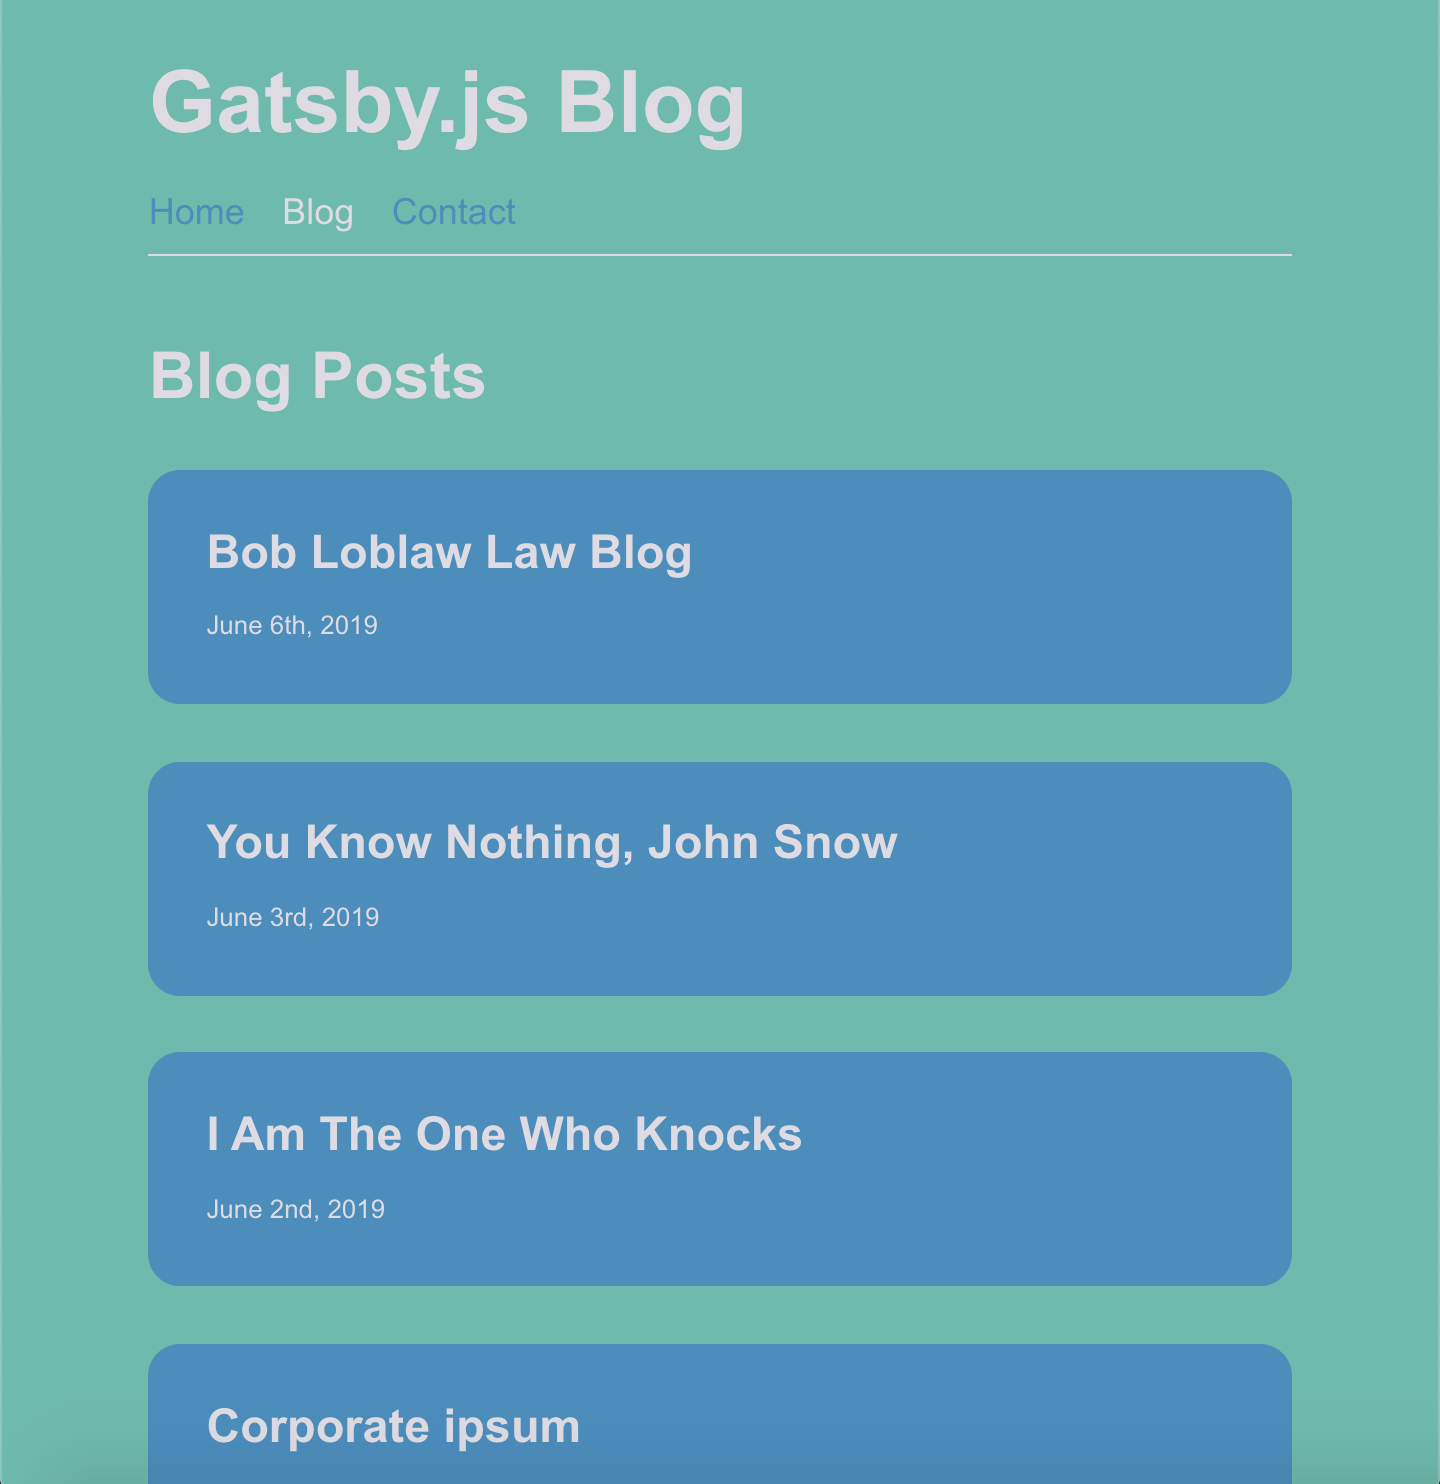 Gatsby.js Blog
Home Blog Contact
Blog Posts
Bob Loblaw Law Blog
June 6th, 2019
You Know Nothing, John Snow
June 3rd, 2019
I Am The One Who Knocks
June 2nd, 2019
Corporate ipsum